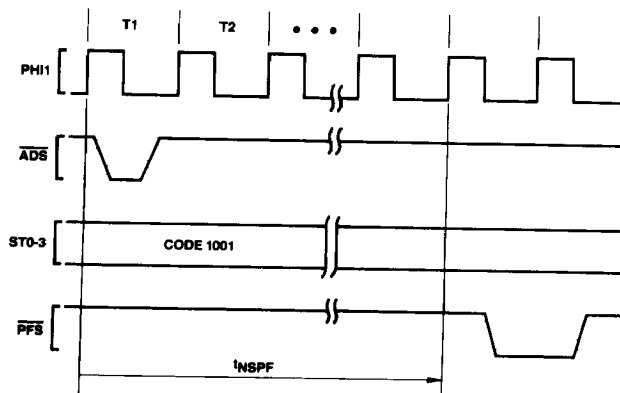 T1 T2 • • •
PHI1
ADS
ST0-3 CODE 1001
PFS
tNSPF